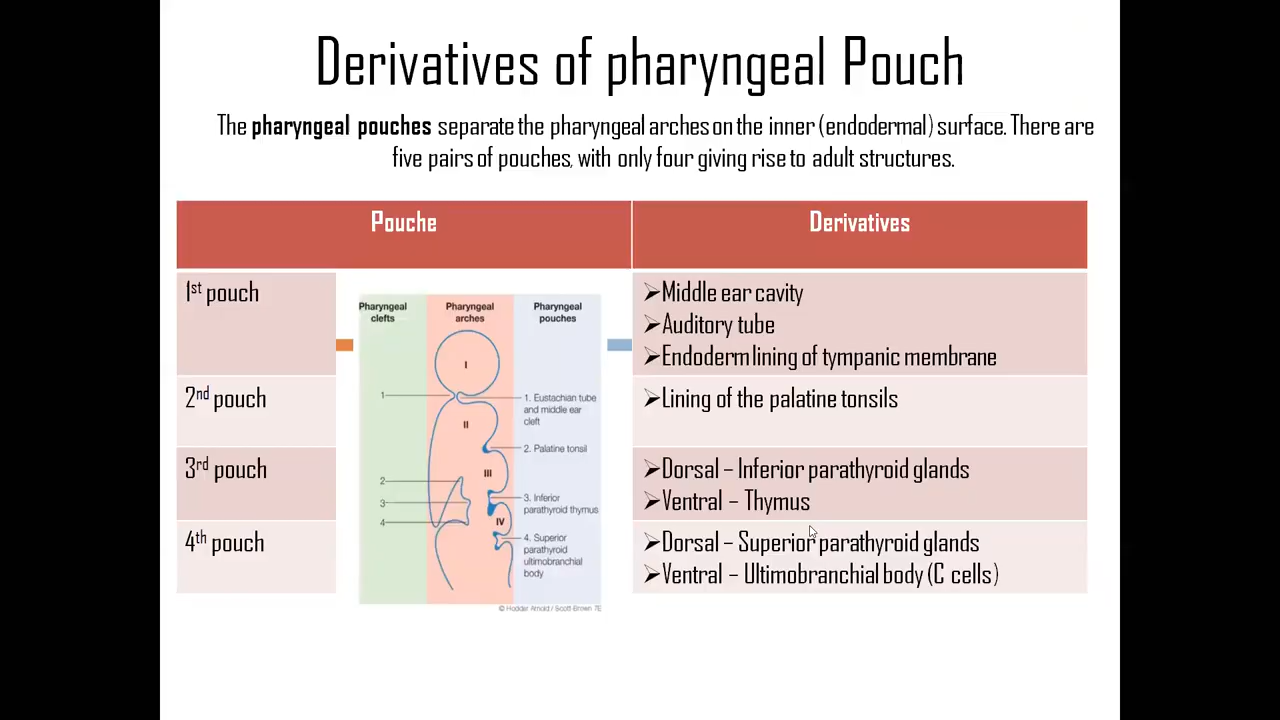 Derivatives of pharyngeal Pouch
The pharyngeal pouches separate the pharyngeal arches on the inner (endodermal) surface. There are
five pairs of pouches, with only four giving rise to adult structures.
Pouche
Derivatives
1st pouch
➢Middle ear cavity
➢Auditory tube
➢Endoderm lining of tympanic membrane
2nd pouch
➢Lining of the palatine tonsils
3rd pouch
➢Dorsal – Inferior parathyroid glands
➢Ventral – Thymus
4th pouch
➢Dorsal – Superior parathyroid glands
➢Ventral – Ultimobranchial body (C cells)
Pharyngeal
clefts
Pharyngeal
arches
Pharyngeal
pouches
I
II
III
IV
1
2
3
4
1. Eustachian tube
and middle ear
cleft
2. Palatine tonsil
3. Inferior
parathyroid thymus
4. Superior
parathyroid
ultimobranchial
body
© Hodder Arnold / Scott-Brown 7E